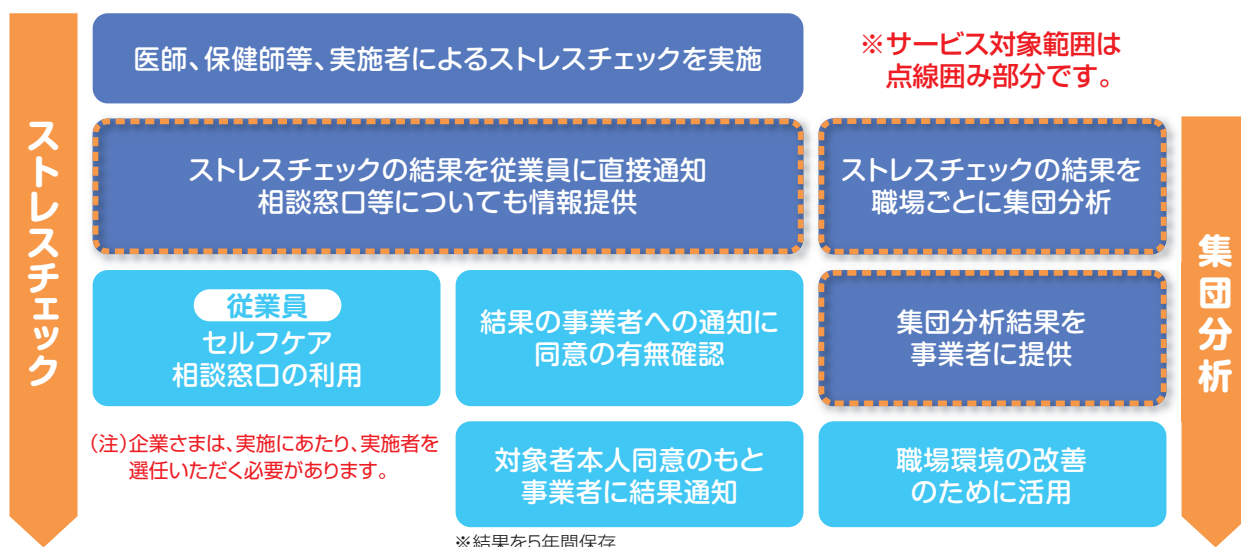 ストレスチェック
医師、保健師等、実施者によるストレスチェックを実施
※サービス対象範囲は
点線囲み部分です。
ストレスチェックの結果を従業員に直接通知
相談窓口等についても情報提供
ストレスチェックの結果を
職場ごとに集団分析
集団分析
従業員
セルフケア
相談窓口の利用
結果の事業者への通知に
同意の有無確認
集団分析結果を
事業者に提供
(注)企業さまは、実施にあたり、実施者を
選任いただく必要があります。
対象者本人同意のもと
事業者に結果通知
職場環境の改善
のために活用
※結果を5年間保存